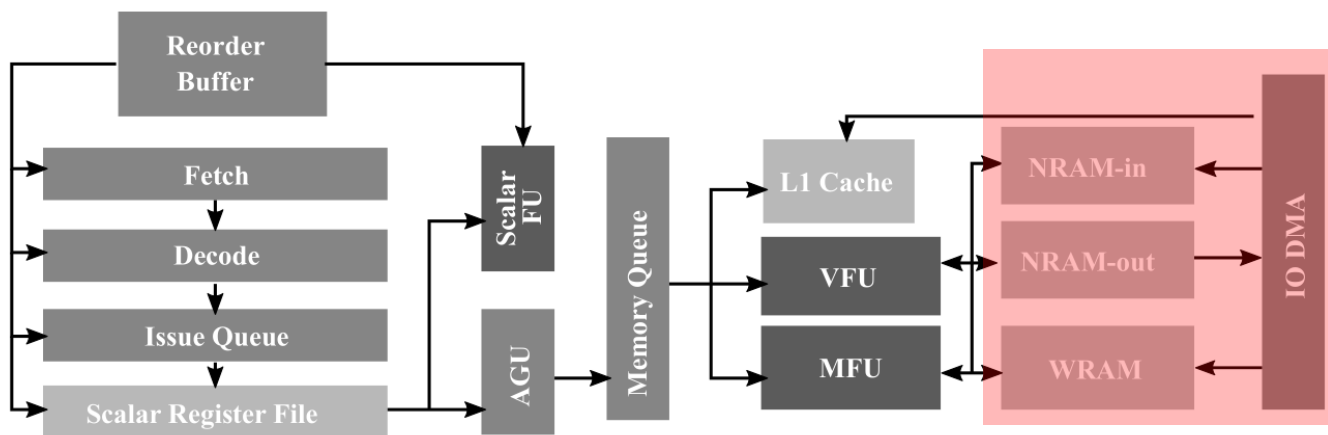 Reorder
Buffer
Fetch
Decode
Issue Queue
Scalar Register File
Scalar
FU
AGU
Memory Queue
L1 Cache
VFU
MFU
NRAM-in
NRAM-out
WRAM
IO DMA